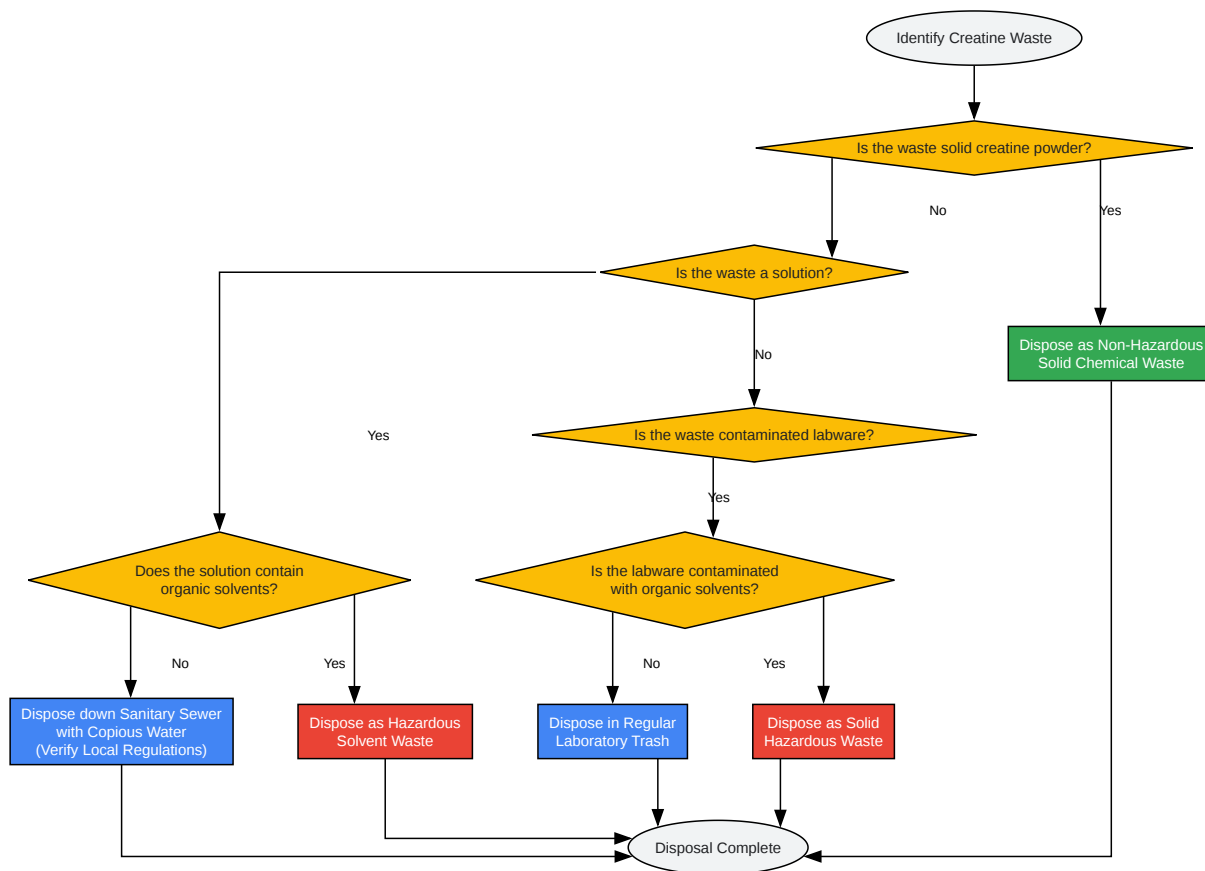 Identify Creatine Waste
Is the waste solid creatine powder?
No
Yes
Is the waste a solution?
Dispose as Non-Hazardous
Solid Chemical Waste
No
Yes
Is the waste contaminated labware?
Yes
Does the solution contain
organic solvents?
Is the labware contaminated
with organic solvents?
No
Yes
No
Yes
Dispose down Sanitary Sewer
with Copious Water
(Verify Local Regulations)
Dispose as Hazardous
Solvent Waste
Dispose in Regular
Laboratory Trash
Dispose as Solid
Hazardous Waste
Disposal Complete